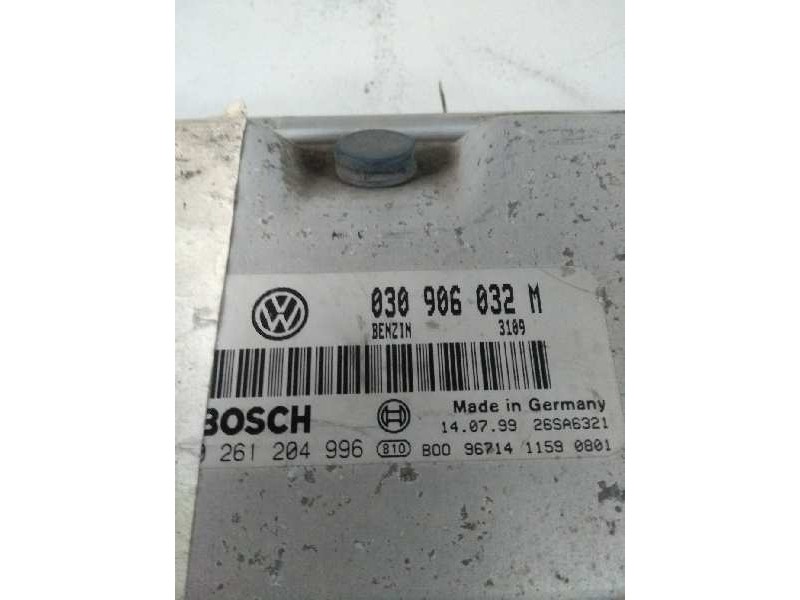 030 906 032 M
BENZIN 3109
BOSCH Made in Germany
14.07.99 26SA6321
261 204 996 810 B00 96714 1159 0801